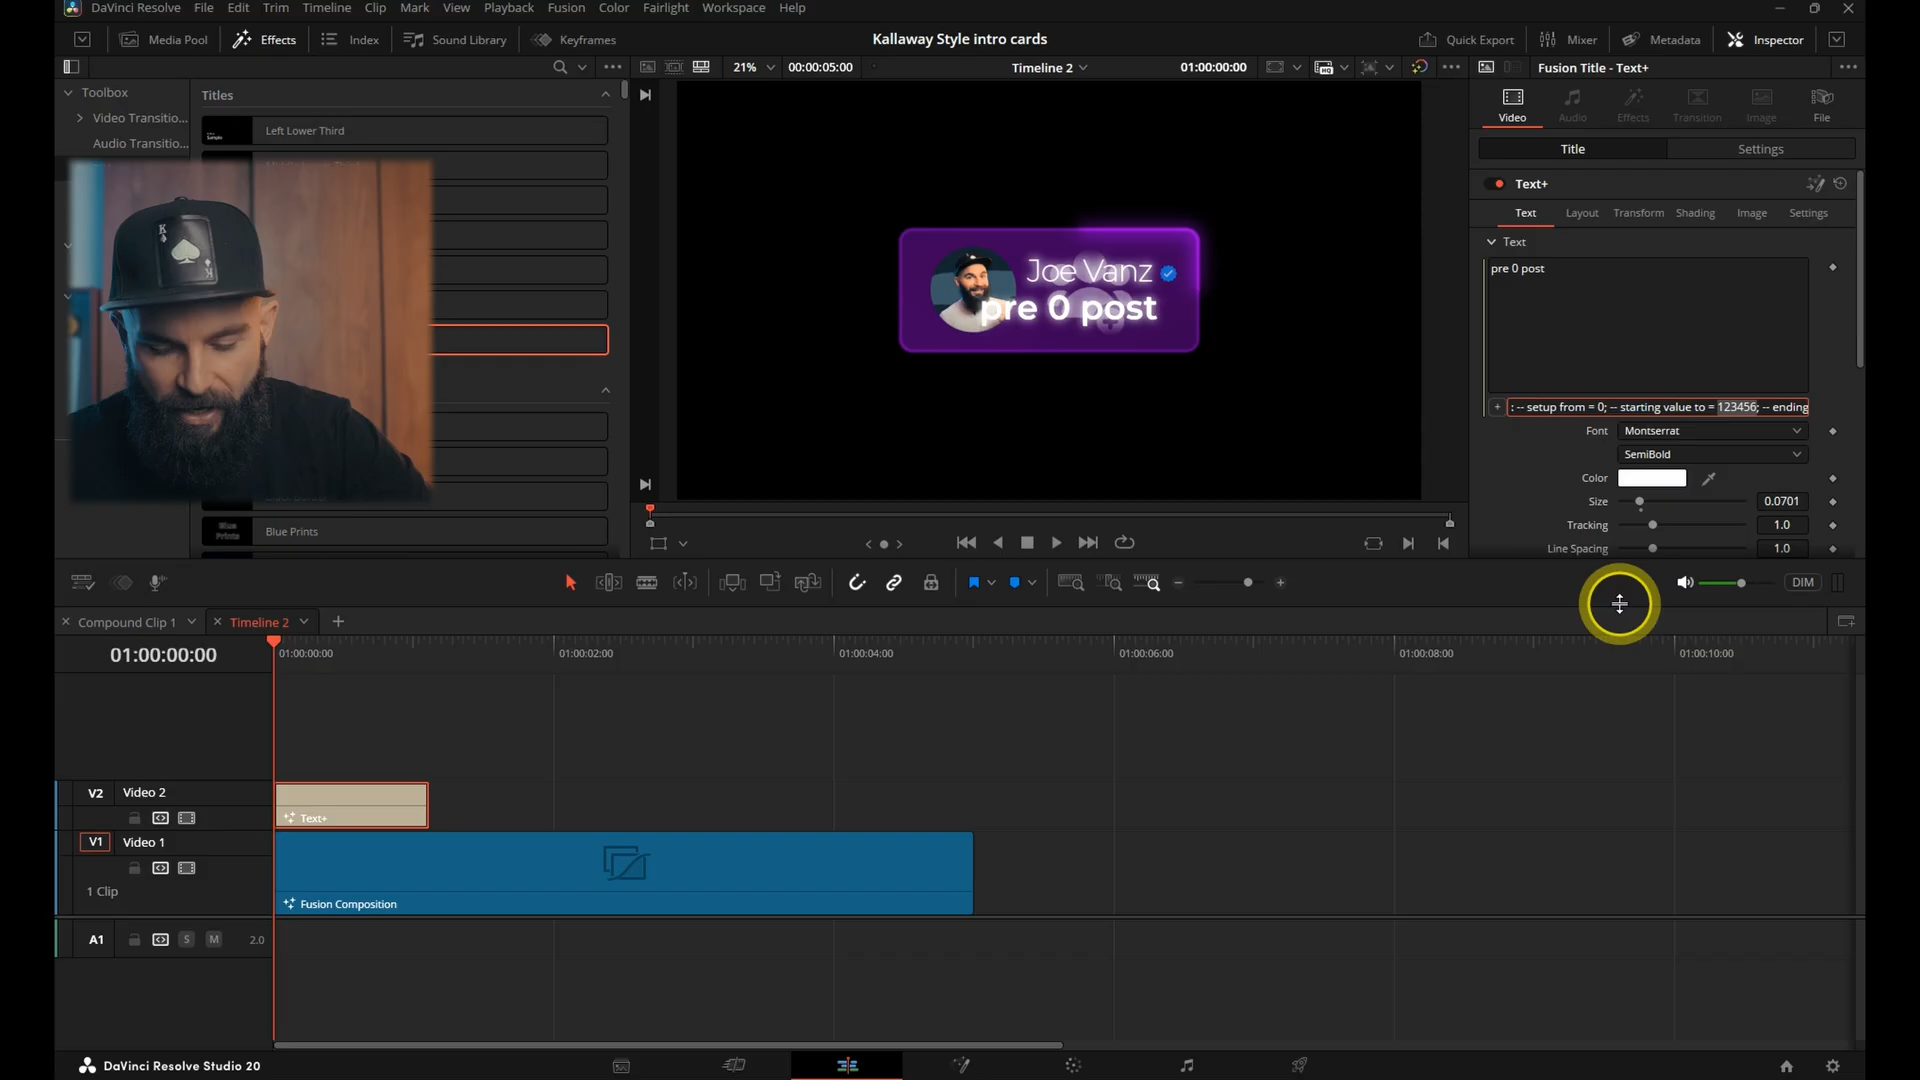 DaVinci Resolve File Edit Trim Timeline Clip Mark View Playback Fusion Color Fairlight Workspace Help
Media Pool Effects Index Sound Library Keyframes Kallaway Style intro cards Quick Export Mixer Metadata Inspector
21% 00:00:05:00 Timeline 2 01:00:00:00 Fusion Title - Text+
Toolbox Titles
Video Audio Effects Transition Image File
Video Transitio...
Left Lower Third
Audio Transitio...
Title Settings
Text+
Text Layout Transform Shading Image Settings
Text
pre 0 post
Joe Vanz
pre 0 post
: -- setup from = 0; -- starting value to = 123456; -- ending
Font Montserrat
SemiBold
Color
Size 0.0701
Tracking 1.0
Line Spacing 1.0
Blue Prints
Blue Prints
DIM
Compound Clip 1 Timeline 2
01:00:00:00
01:00:00:00 01:00:02:00 01:00:04:00 01:00:06:00 01:00:08:00 01:00:10:00
V2 Video 2
Text+
V1 Video 1
1 Clip
Fusion Composition
A1 S M 2.0
DaVinci Resolve Studio 20